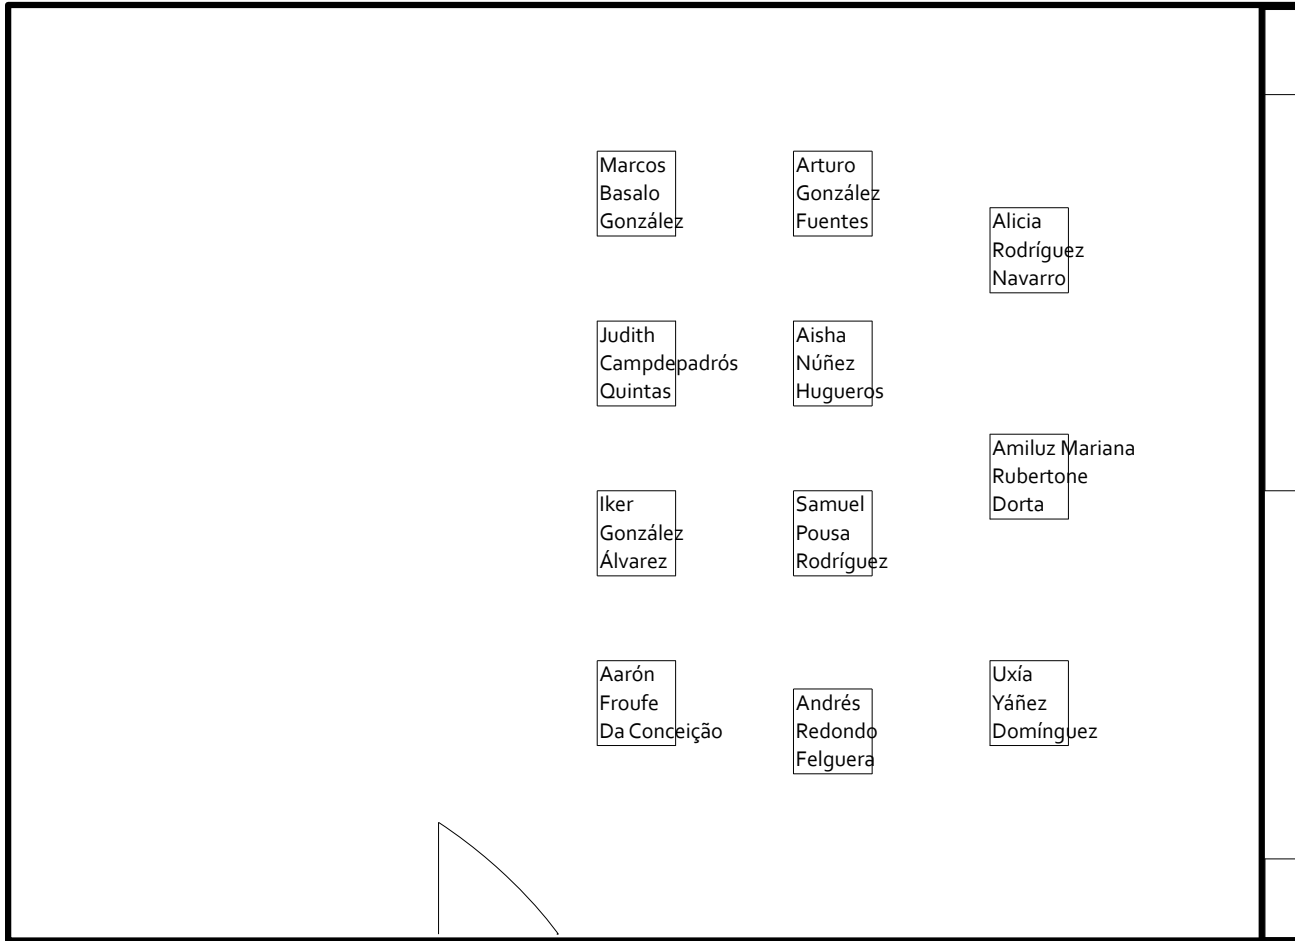 Marcos
Basalo
González
Arturo
González
Fuentes
Alicia
Rodríguez
Navarro
Judith
Campdepadrós
Quintas
Aisha
Núñez
Hugueros
Amiluz Mariana
Rubertone
Dorta
Iker
González
Álvarez
Samuel
Pousa
Rodríguez
Aarón
Froufe
Da Conceição
Andrés
Redondo
Felguera
Uxía
Yáñez
Domínguez